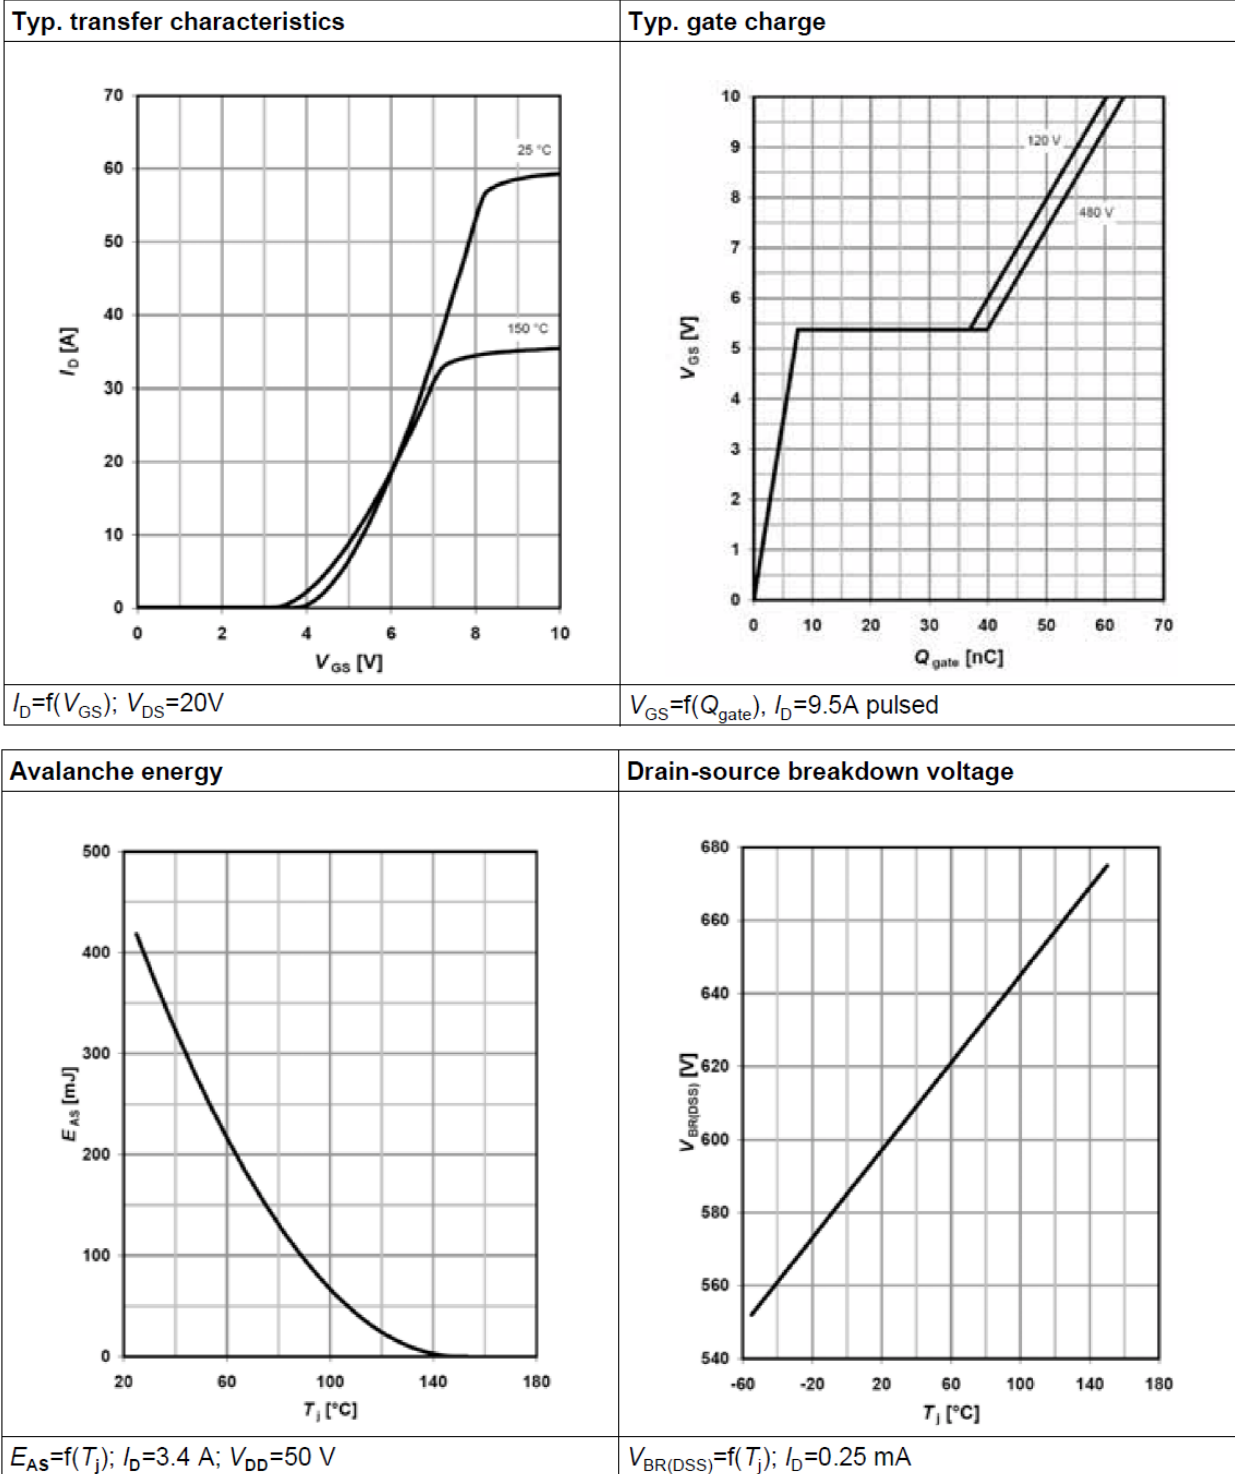 Typ. transfer characteristics
70
60
50
40
30
20
10
0
0 2 4 6 8 10
I_D [A]
V_GS [V]
25 °C
150 °C
I_D=f(V_GS); V_DS=20V
Typ. gate charge
10
9
8
7
6
5
4
3
2
1
0
0 10 20 30 40 50 60 70
V_GS [V]
Q_gate [nC]
120 V
480 V
V_GS=f(Q_gate), I_D=9.5A pulsed
Avalanche energy
500
400
300
200
100
0
20 60 100 140 180
E_AS [mJ]
T_j [°C]
E_AS=f(T_j); I_D=3.4 A; V_DD=50 V
Drain-source breakdown voltage
680
660
640
620
600
580
560
540
-60 -20 20 60 100 140 180
V_BR(DSS) [V]
T_j [°C]
V_BR(DSS)=f(T_j); I_D=0.25 mA